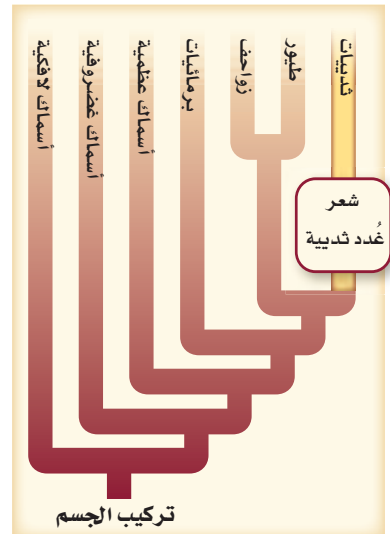 ثدييات
طيور
زواحف
برمائيات
أسماك عظمية
أسماك غضروفية
أسماك لافكية
شعر
غُدد ثديية
تركيب الجسم